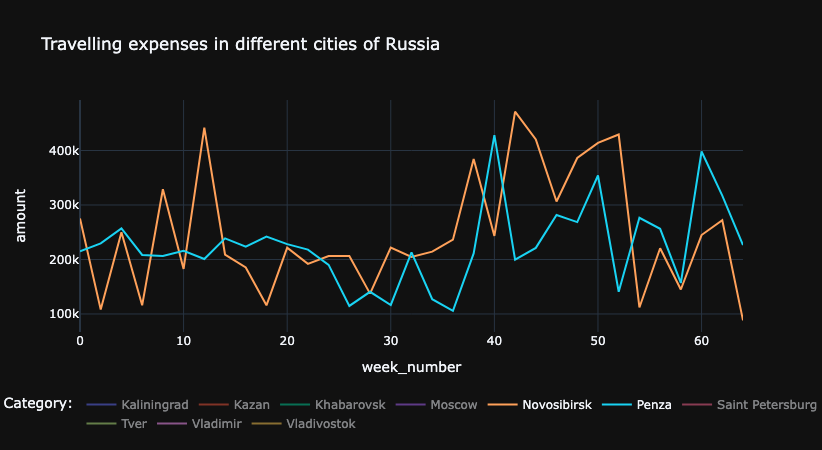 Travelling expenses in different cities of Russia
amount
400k
300k
200k
100k
0 10 20 30 40 50 60
week_number
Category: Kaliningrad Kazan Khabarovsk Moscow Novosibirsk Penza Saint Petersburg
Tver Vladimir Vladivostok